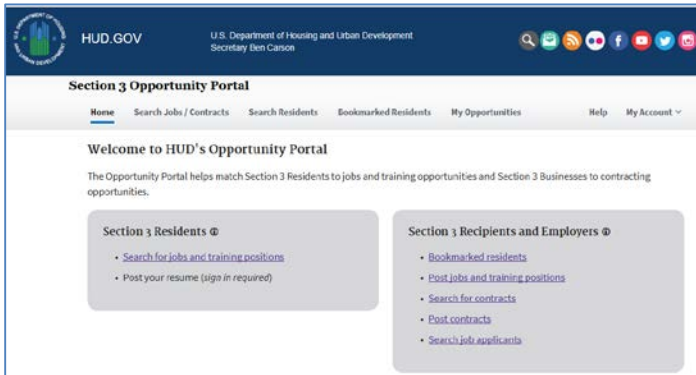 HUD.GOV
U.S. Department of Housing and Urban Development
Secretary Ben Carson
Section 3 Opportunity Portal
Home Search Jobs / Contracts Search Residents Bookmarked Residents My Opportunities Help My Account
Welcome to HUD's Opportunity Portal
The Opportunity Portal helps match Section 3 Residents to jobs and training opportunities and Section 3 Businesses to contracting
opportunities.
Section 3 Residents
• Search for jobs and training positions
• Post your resume (sign in required)
Section 3 Recipients and Employers
• Bookmarked residents
• Post jobs and training positions
• Search for contracts
• Post contracts
• Search job applicants